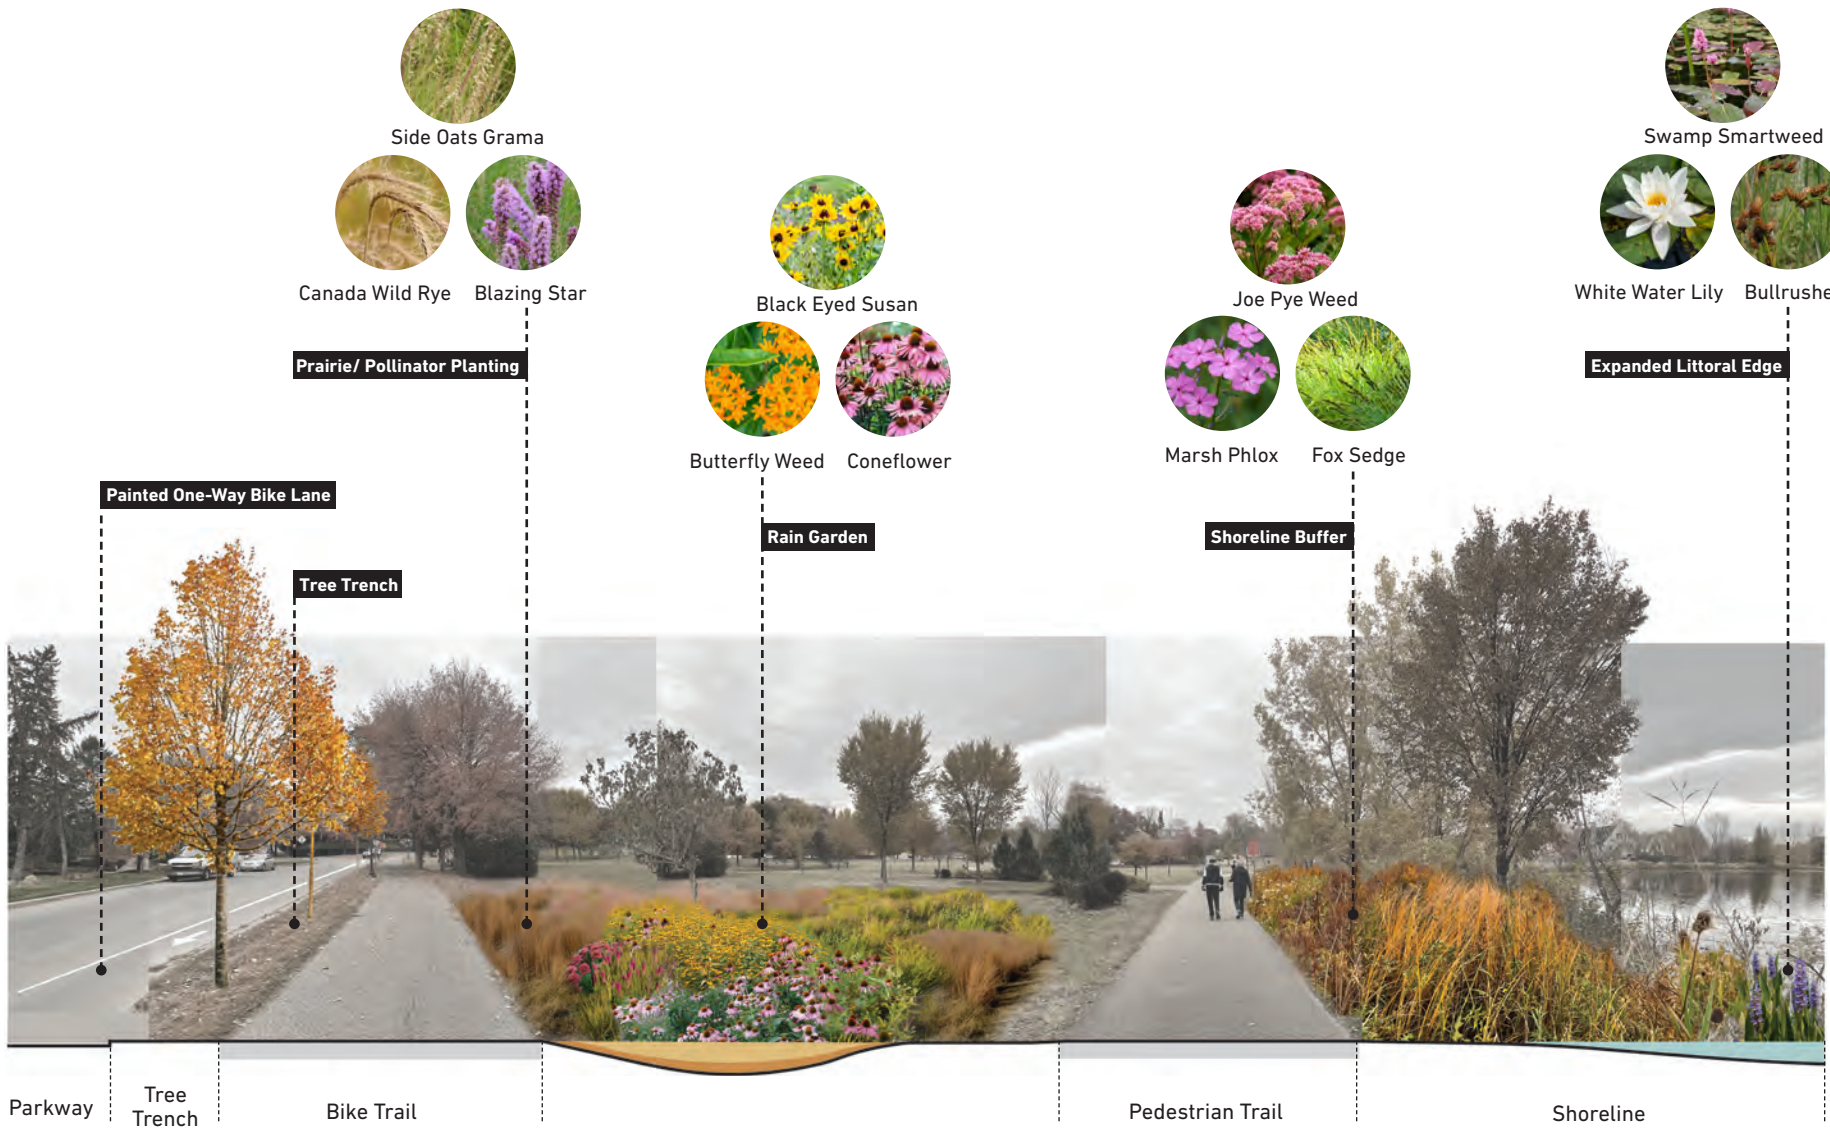 Side Oats Grama
Canada Wild Rye
Blazing Star
Prairie/ Pollinator Planting
Black Eyed Susan
Butterfly Weed
Coneflower
Joe Pye Weed
Marsh Phlox
Fox Sedge
Swamp Smartweed
White Water Lily
Bullrushe
Expanded Littoral Edge
Painted One-Way Bike Lane
Tree Trench
Rain Garden
Shoreline Buffer
Parkway
Tree
Trench
Bike Trail
Pedestrian Trail
Shoreline